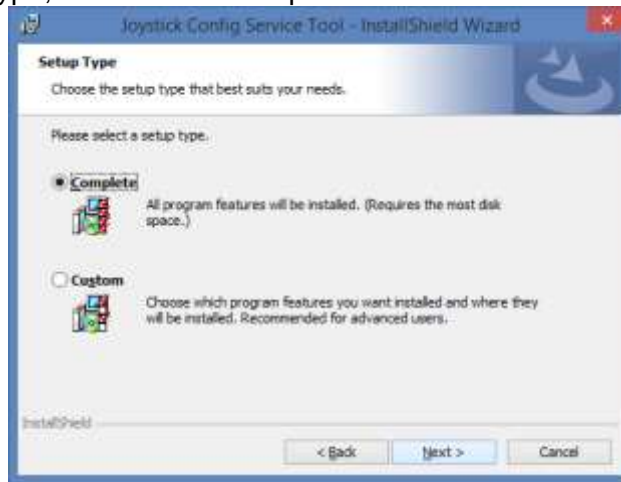 Joystick Config Service Tool - InstallShield Wizard
Setup Type
Choose the setup type that best suits your needs.
Please select a setup type.
Complete
All program features will be installed. (Requires the most disk
space.)
Custom
Choose which program features you want installed and where they
will be installed. Recommended for advanced users.
InstallShield
< Back Next > Cancel